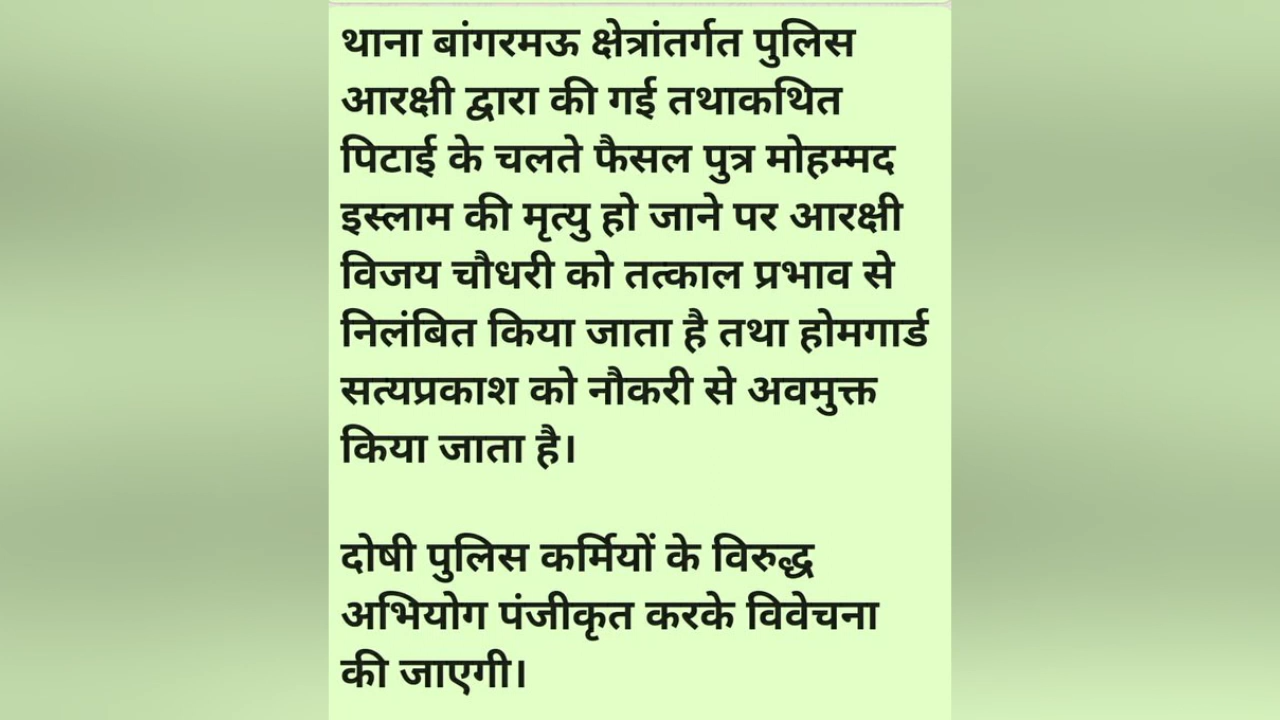 थाना बांगरमऊ क्षेत्रांतर्गत पुलिस
आरक्षी द्वारा की गई तथाकथित
पिटाई के चलते फैसल पुत्र मोहम्मद
इस्लाम की मृत्यु हो जाने पर आरक्षी
विजय चौधरी को तत्काल प्रभाव से
निलंबित किया जाता है तथा होमगार्ड
सत्यप्रकाश को नौकरी से अवमुक्त
किया जाता है।
दोषी पुलिस कर्मियों के विरुद्ध
अभियोग पंजीकृत करके विवेचना
की जाएगी।